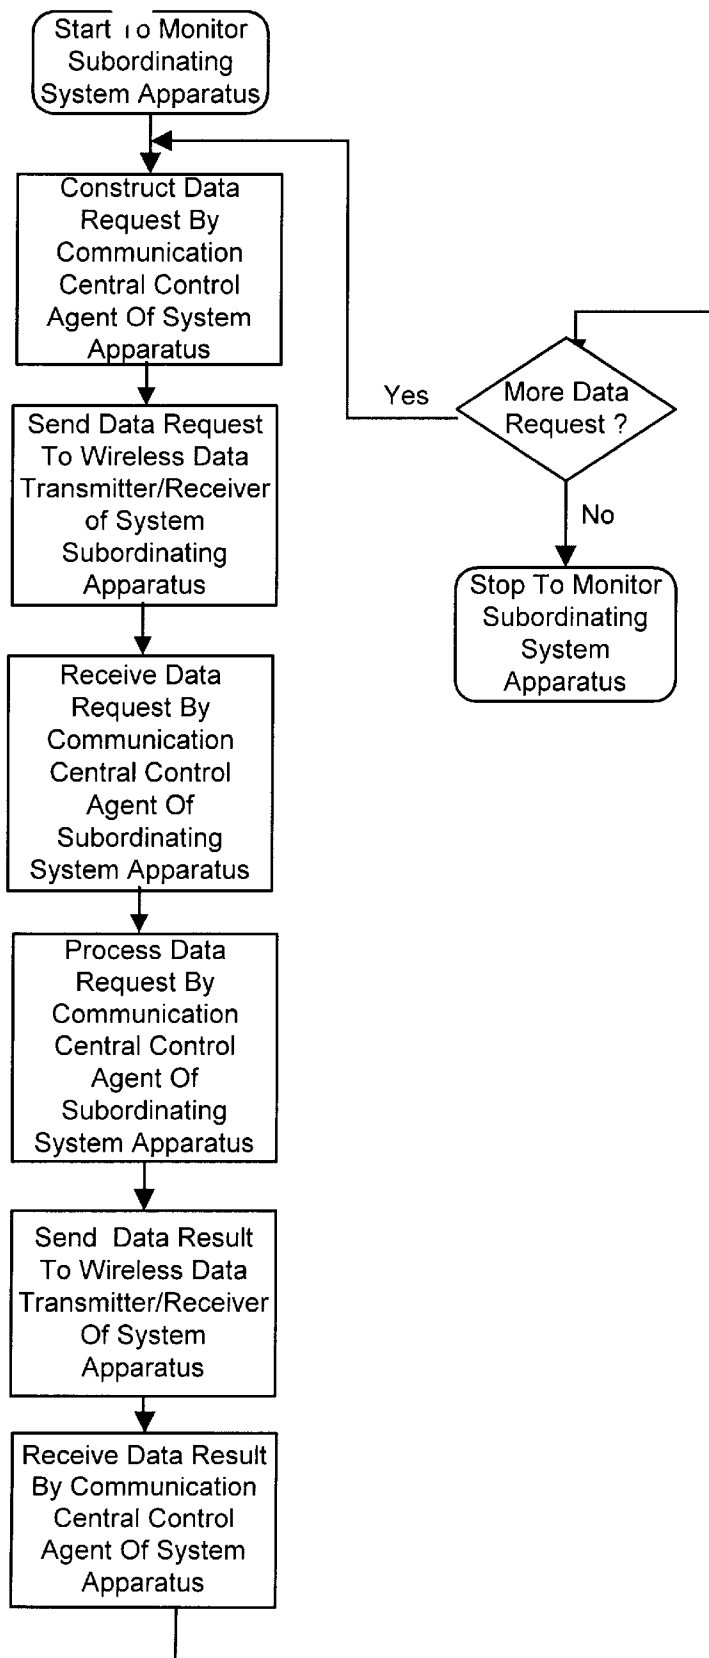 Start To Monitor
Subordinating
System Apparatus
Construct Data
Request By
Communication
Central Control
Agent Of System
Apparatus
Send Data Request
To Wireless Data
Transmitter/Receiver
of System
Subordinating
Apparatus
Receive Data
Request By
Communication
Central Control
Agent Of
Subordinating
System Apparatus
Process Data
Request By
Communication
Central Control
Agent Of
Subordinating
System Apparatus
Send Data Result
To Wireless Data
Transmitter/Receiver
Of System
Apparatus
Receive Data Result
By Communication
Central Control
Agent Of System
Apparatus
More Data
Request ?
Yes
No
Stop To Monitor
Subordinating
System
Apparatus